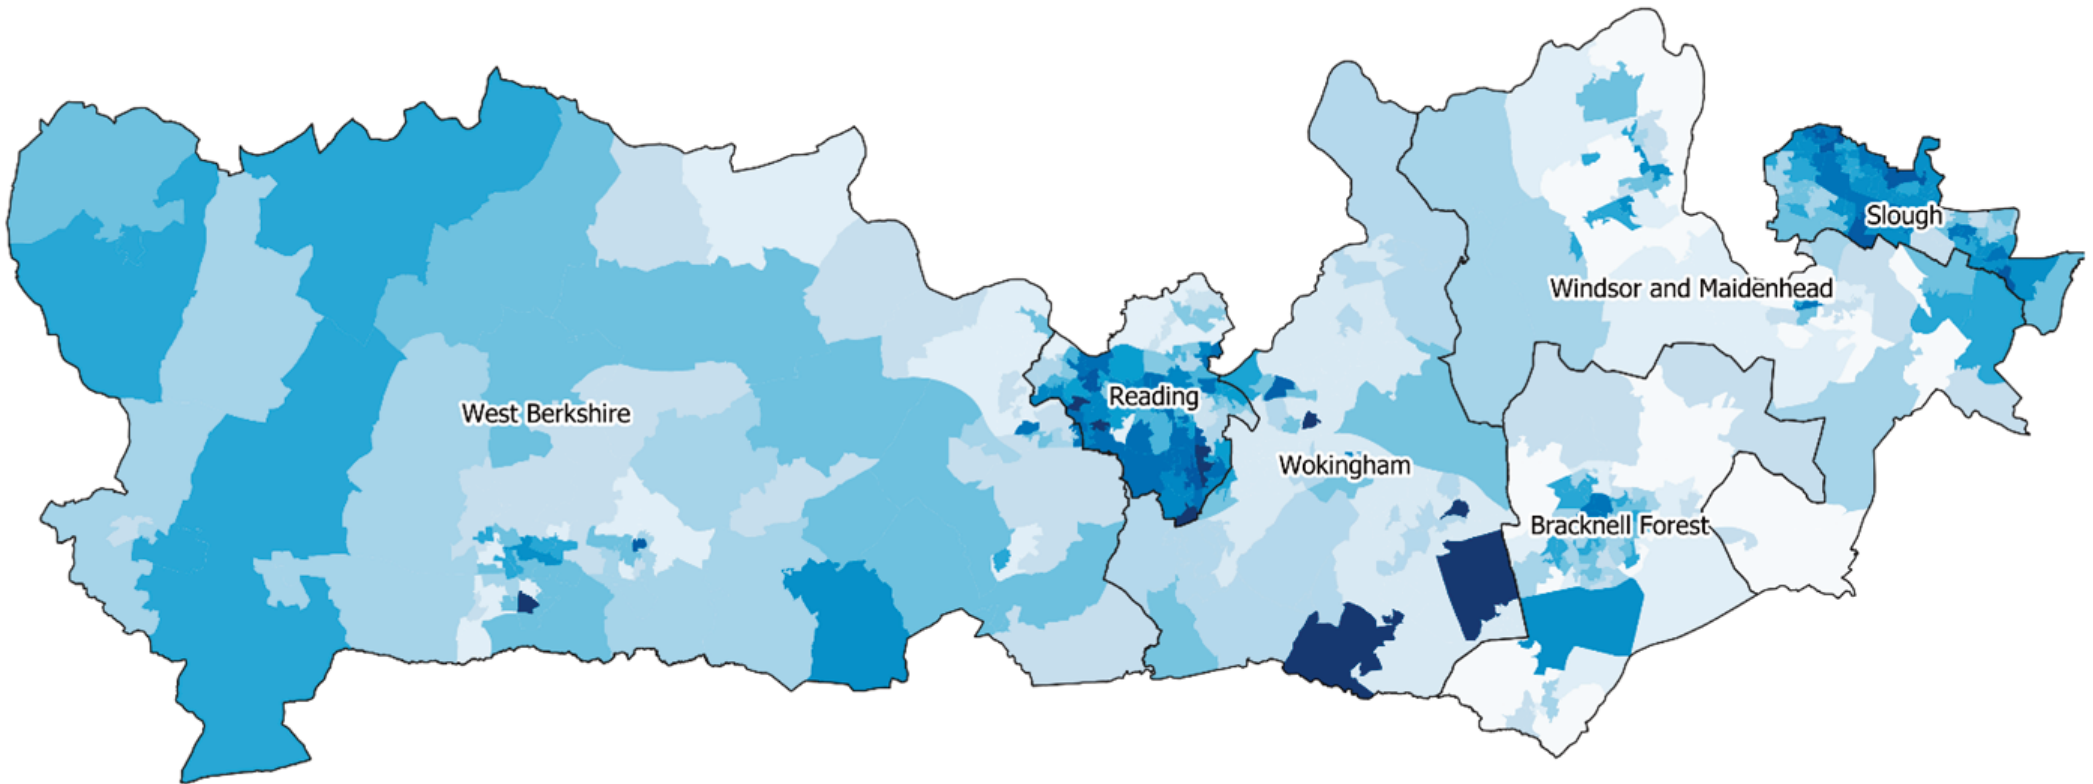 Slough
Windsor and Maidenhead
Reading
West Berkshire
Wokingham
Bracknell Forest